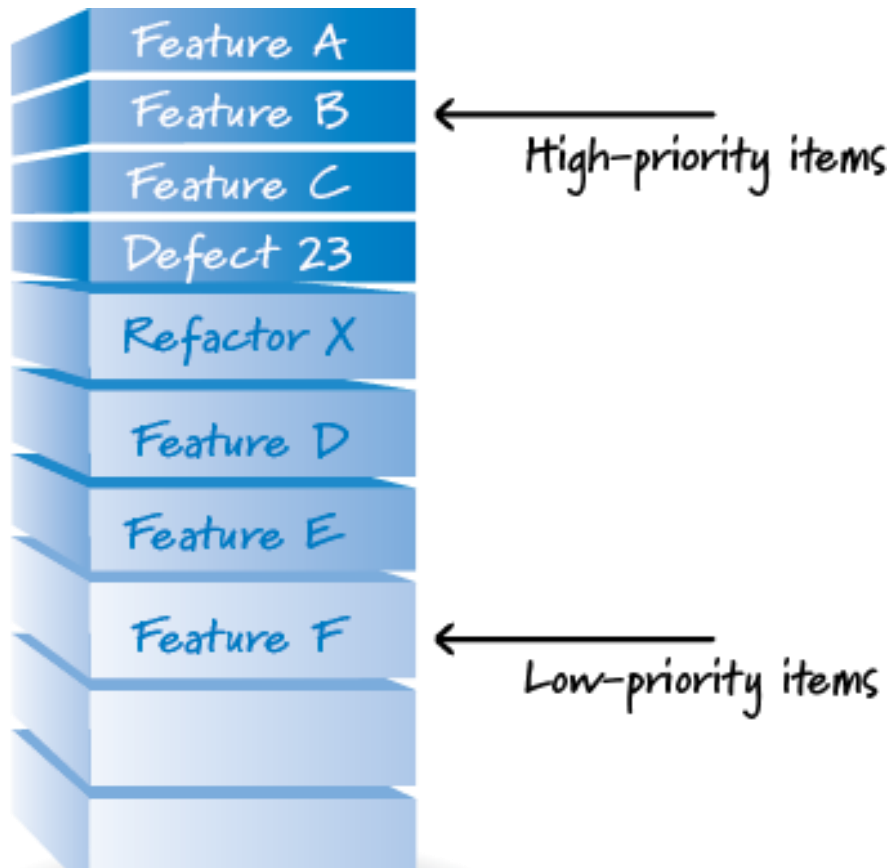 Feature A
Feature B
High-priority items
Feature C
Defect 23
Refactor X
Feature D
Feature E
Feature F
Low-priority items